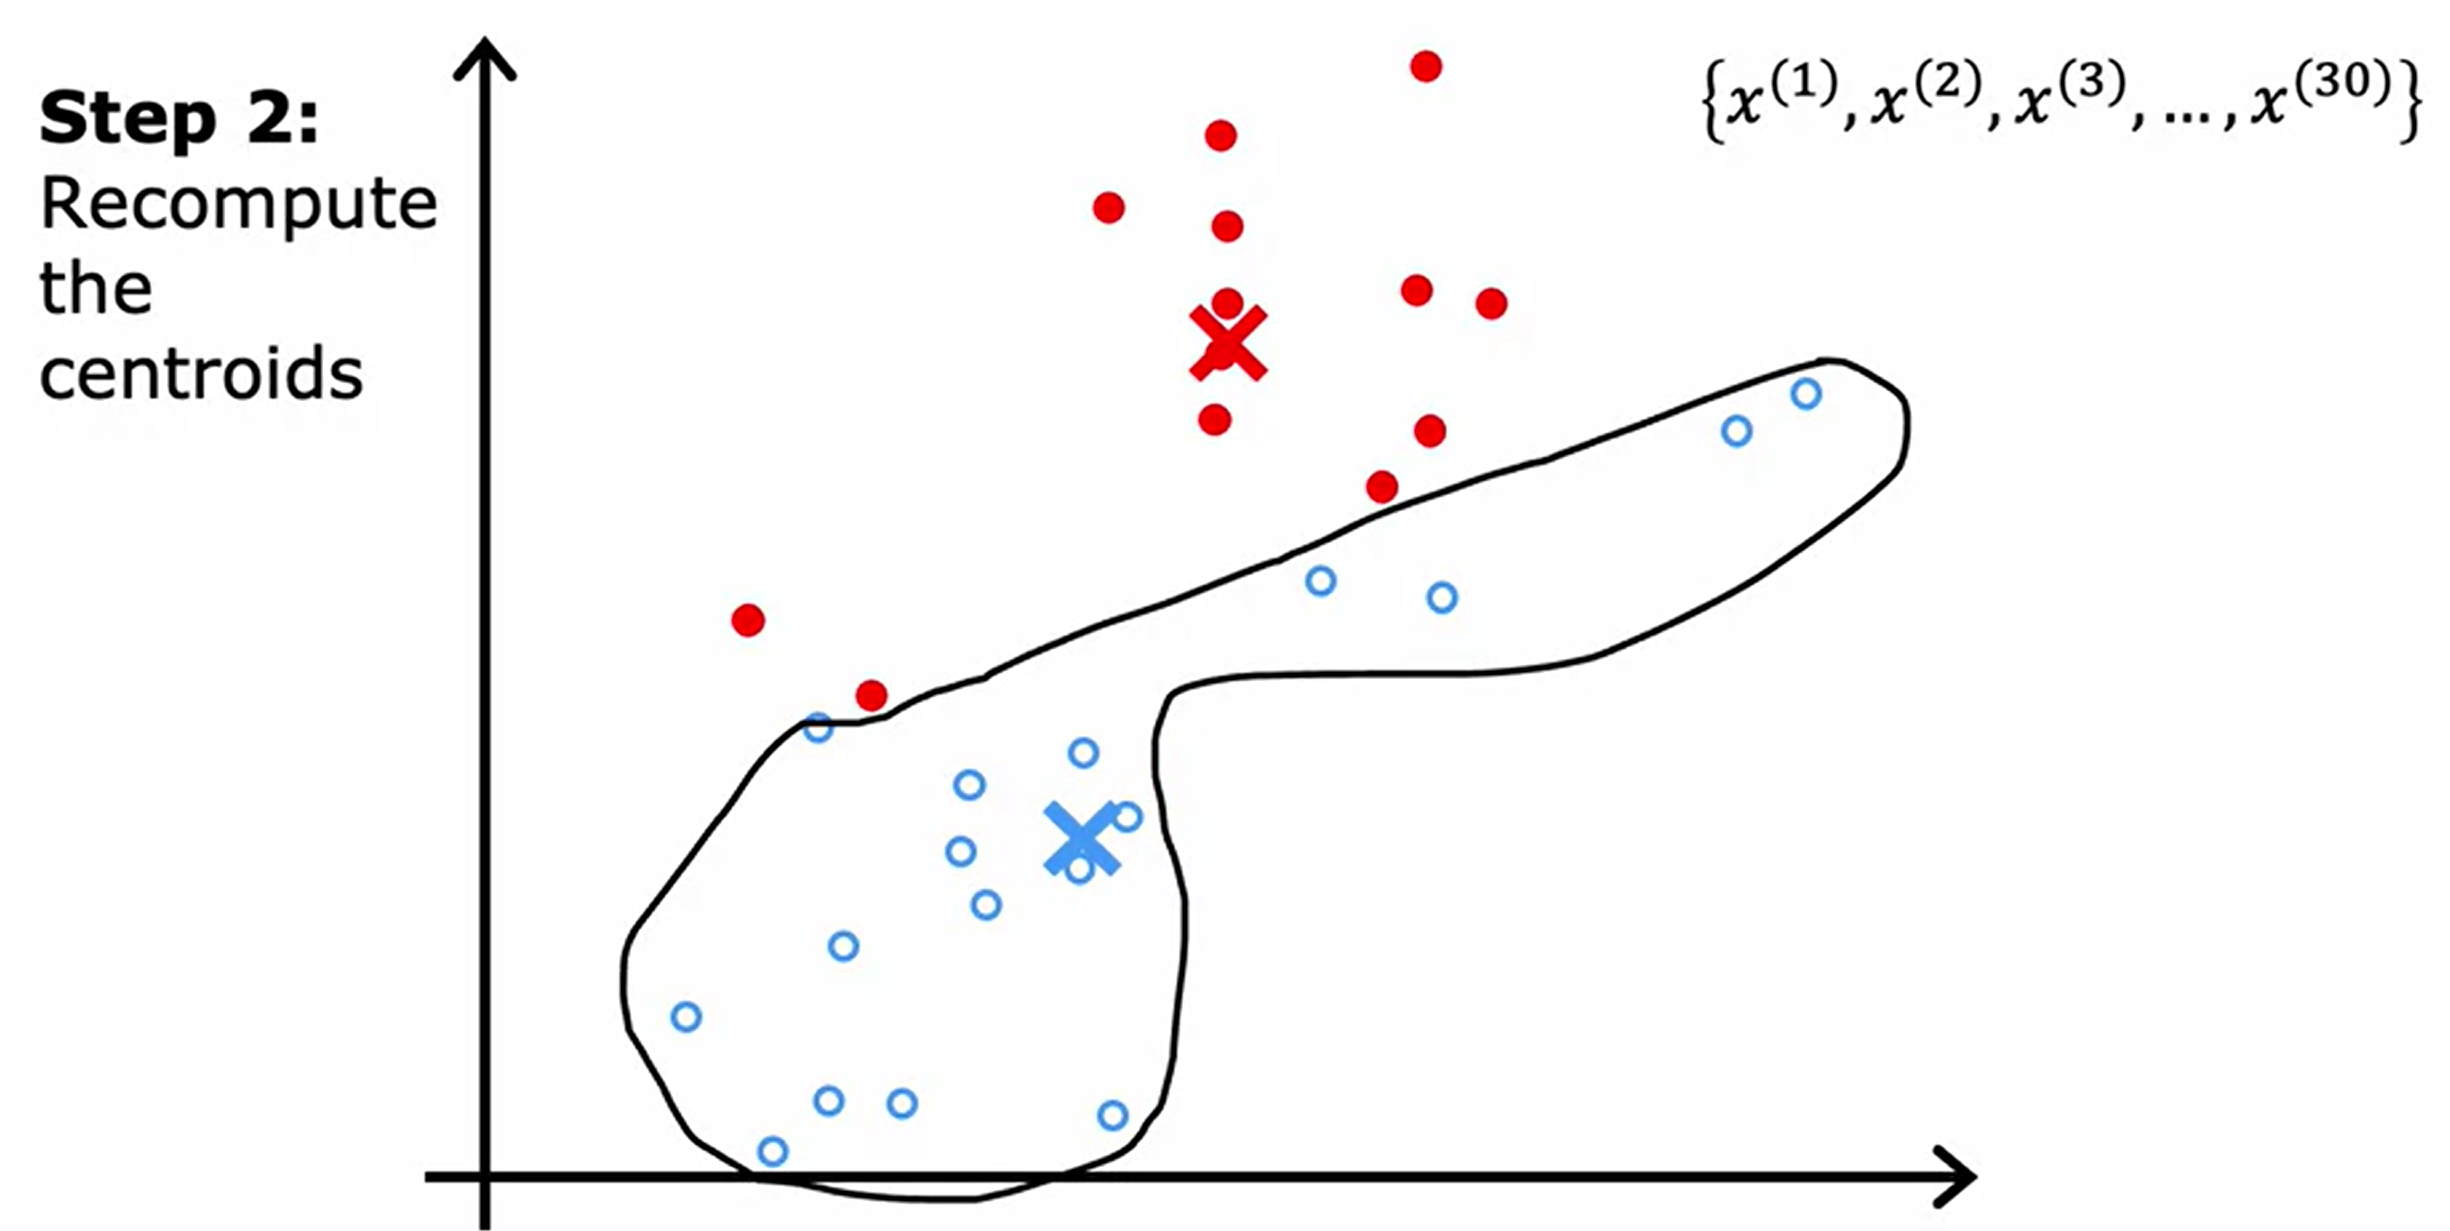 Step 2:
Recompute
the
centroids
{x⁽¹⁾, x⁽²⁾, x⁽³⁾, ..., x⁽³⁰⁾}